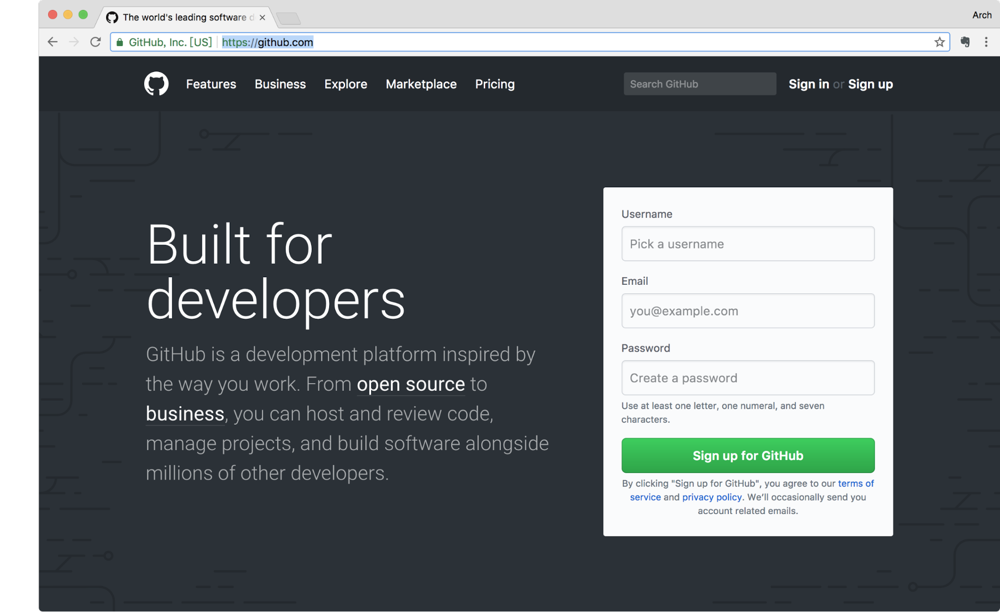 The world's leading software d
Arch
GitHub, Inc. [US] https://github.com
Features Business Explore Marketplace Pricing Search GitHub Sign in or Sign up
Built for
developers
GitHub is a development platform inspired by
the way you work. From open source to
business, you can host and review code,
manage projects, and build software alongside
millions of other developers.
Username
Pick a username
Email
you@example.com
Password
Create a password
Use at least one letter, one numeral, and seven
characters.
Sign up for GitHub
By clicking "Sign up for GitHub", you agree to our terms of
service and privacy policy. We’ll occasionally send you
account related emails.